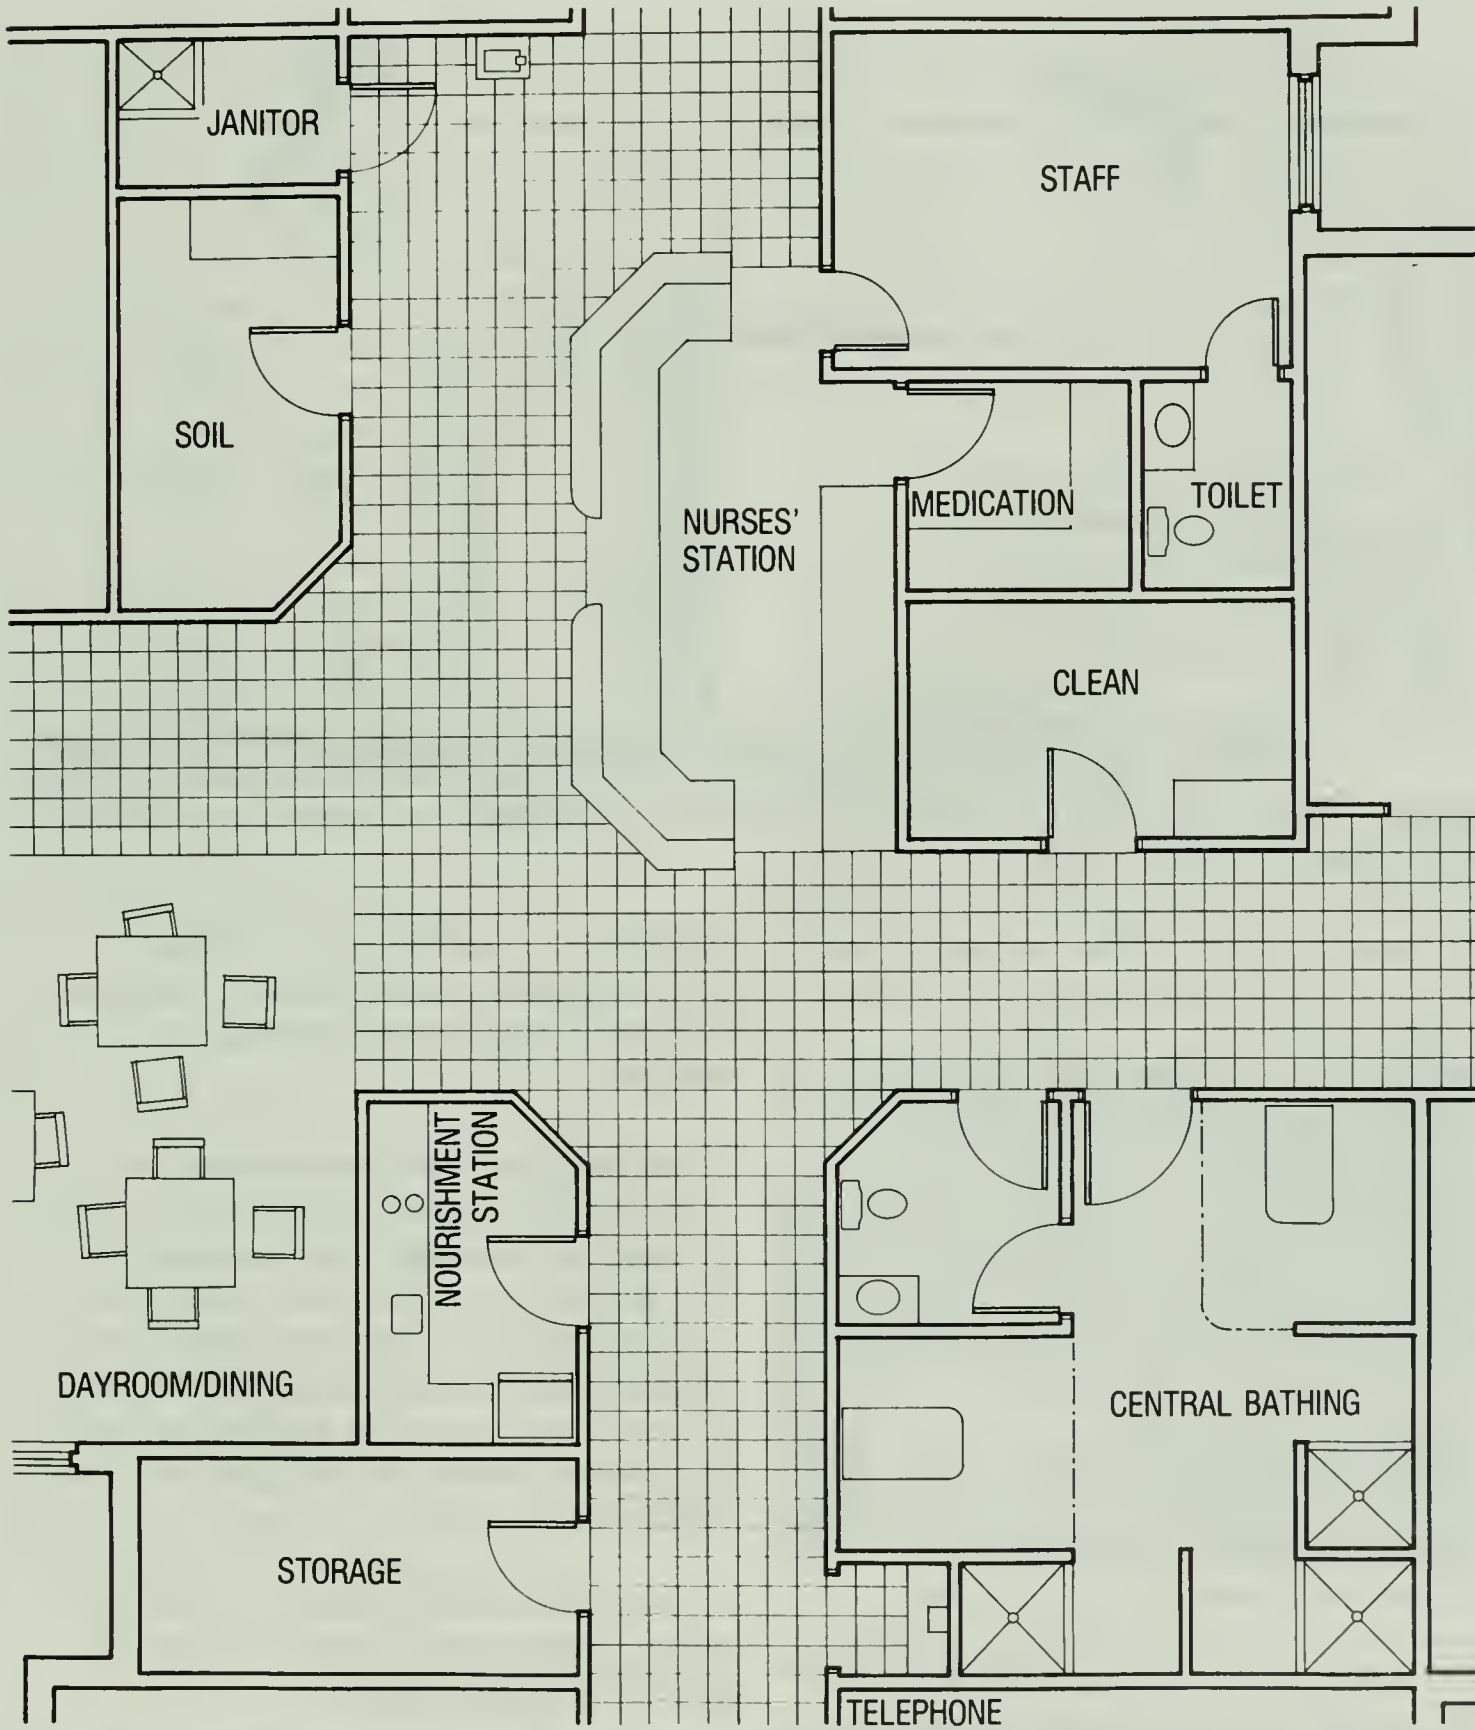 JANITOR
STAFF
SOIL
MEDICATION
TOILET
NURSES'
STATION
CLEAN
NOURISHMENT
STATION
DAYROOM/DINING
CENTRAL BATHING
STORAGE
TELEPHONE